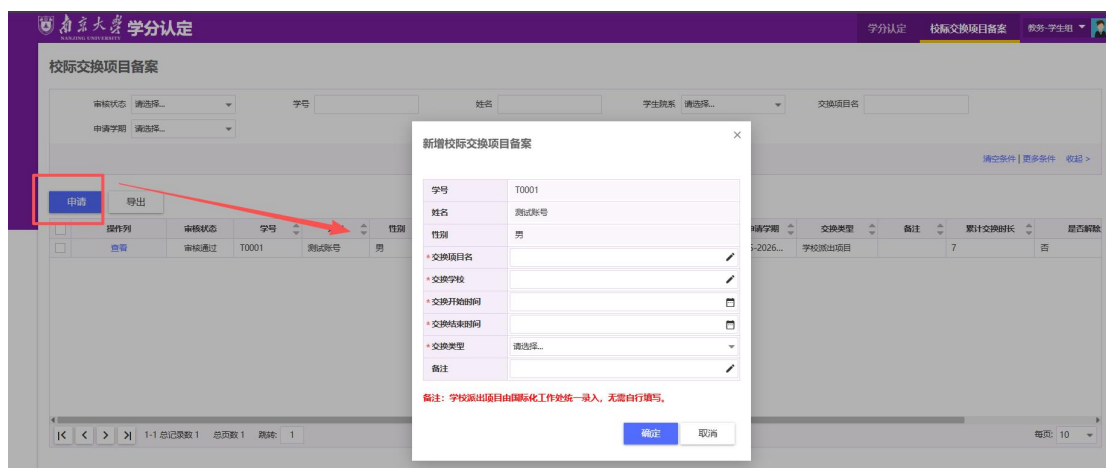 南京大学 学分认定
NANJING UNIVERSITY
学分认定 校际交换项目备案 教务-学生组
校际交换项目备案
审核状态 请选择... 学号 姓名 学生院系 请选择... 交换项目名
申请学期 请选择...
清空条件 | 更多条件 收起 >
申请 导出
操作列 审核状态 学号 性别 申请学期 交换类型 备注 累计交换时长 是否解除
查看 审核通过 T0001 测试账号 男 5-2026... 学校派出项目 7 否
新增校际交换项目备案 ×
学号 T0001
姓名 测试账号
性别 男
* 交换项目名
* 交换学校
* 交换开始时间
* 交换结束时间
* 交换类型 请选择...
备注
备注：学校派出项目由国际化工作处统一录入，无需自行填写。
确定 取消
1-1 总记录数 1 总页数 1 跳转: 1 每页: 10